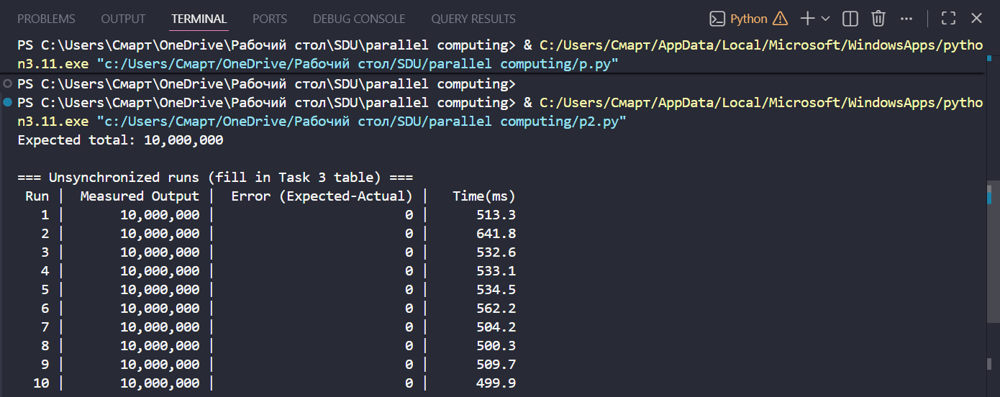 PROBLEMS OUTPUT TERMINAL PORTS DEBUG CONSOLE QUERY RESULTS Python
PS C:\Users\Смарт\OneDrive\Рабочий стол\SDU\parallel computing> & C:/Users/Смарт/AppData/Local/Microsoft/WindowsApps/pytho
n3.11.exe "c:/Users/Смарт/OneDrive/Рабочий стол/SDU/parallel computing/p.py"
PS C:\Users\Смарт\OneDrive\Рабочий стол\SDU\parallel computing>
PS C:\Users\Смарт\OneDrive\Рабочий стол\SDU\parallel computing> & C:/Users/Смарт/AppData/Local/Microsoft/WindowsApps/pytho
n3.11.exe "c:/Users/Смарт/OneDrive/Рабочий стол/SDU/parallel computing/p2.py"
Expected total: 10,000,000
=== Unsynchronized runs (fill in Task 3 table) ===
Run | Measured Output | Error (Expected-Actual) | Time(ms)
1 | 10,000,000 | 0 | 513.3
2 | 10,000,000 | 0 | 641.8
3 | 10,000,000 | 0 | 532.6
4 | 10,000,000 | 0 | 533.1
5 | 10,000,000 | 0 | 534.5
6 | 10,000,000 | 0 | 562.2
7 | 10,000,000 | 0 | 504.2
8 | 10,000,000 | 0 | 500.3
9 | 10,000,000 | 0 | 509.7
10 | 10,000,000 | 0 | 499.9